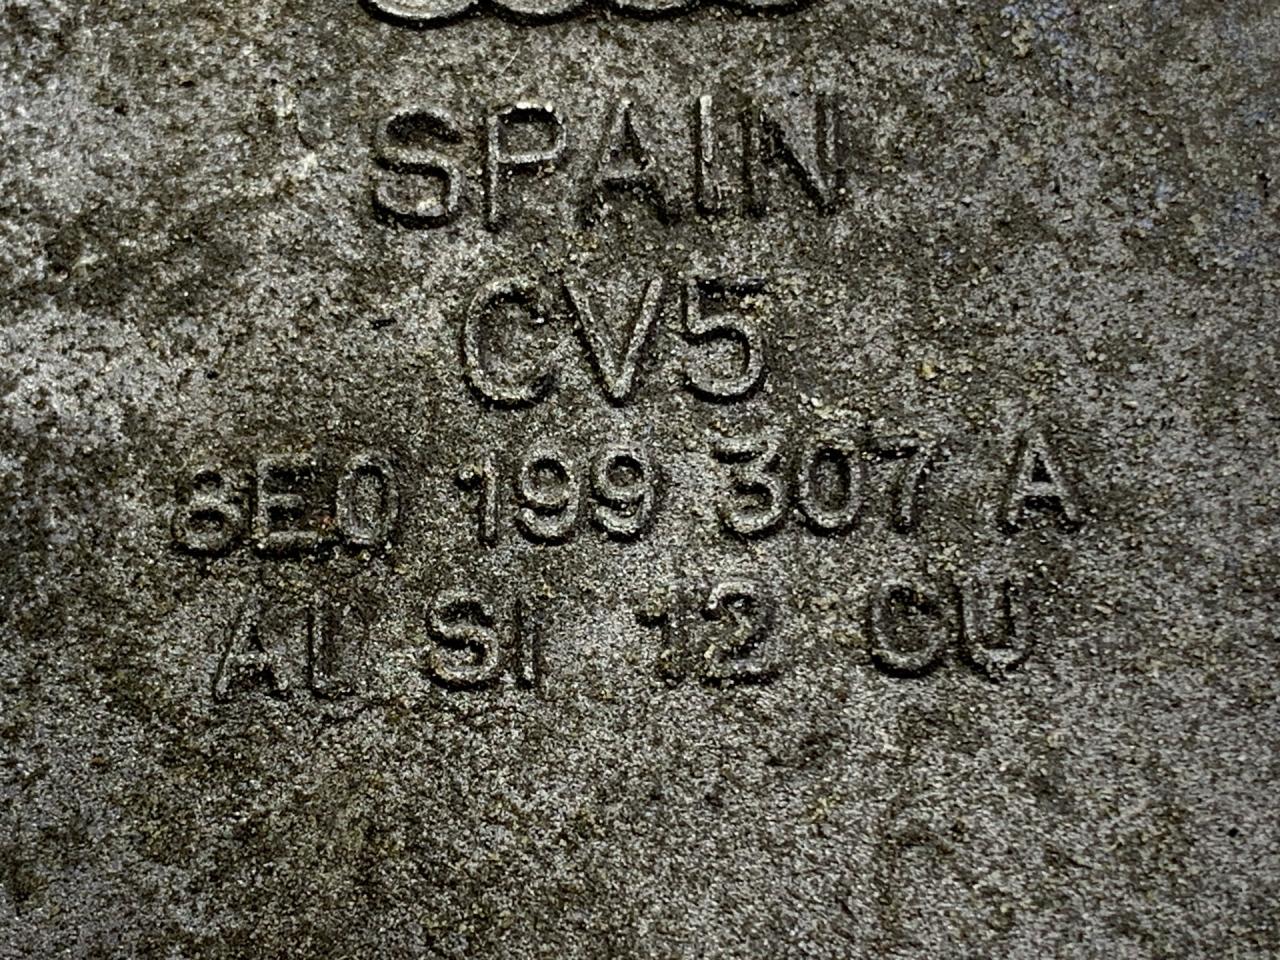 SPAIN
CV5
8E0 199 307 A
AL SI 12 CU